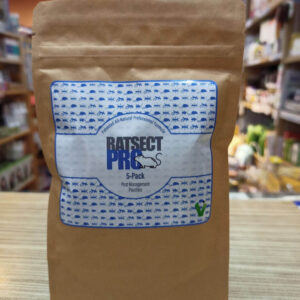 RATSECT
PRO
5-Pack
Pest Management
Pouches